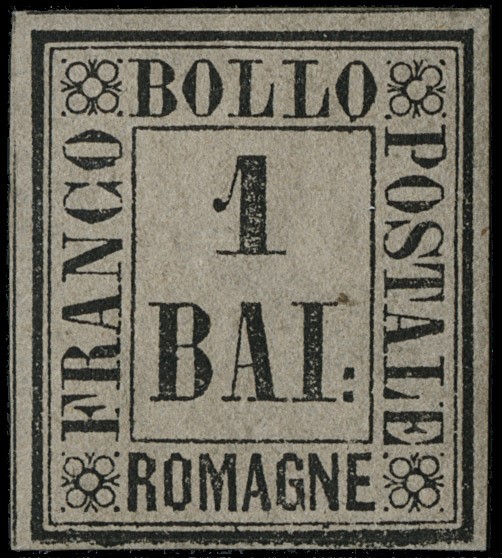 FRANCO
BOLLO
POSTALE
1
BAI:
ROMAGNE